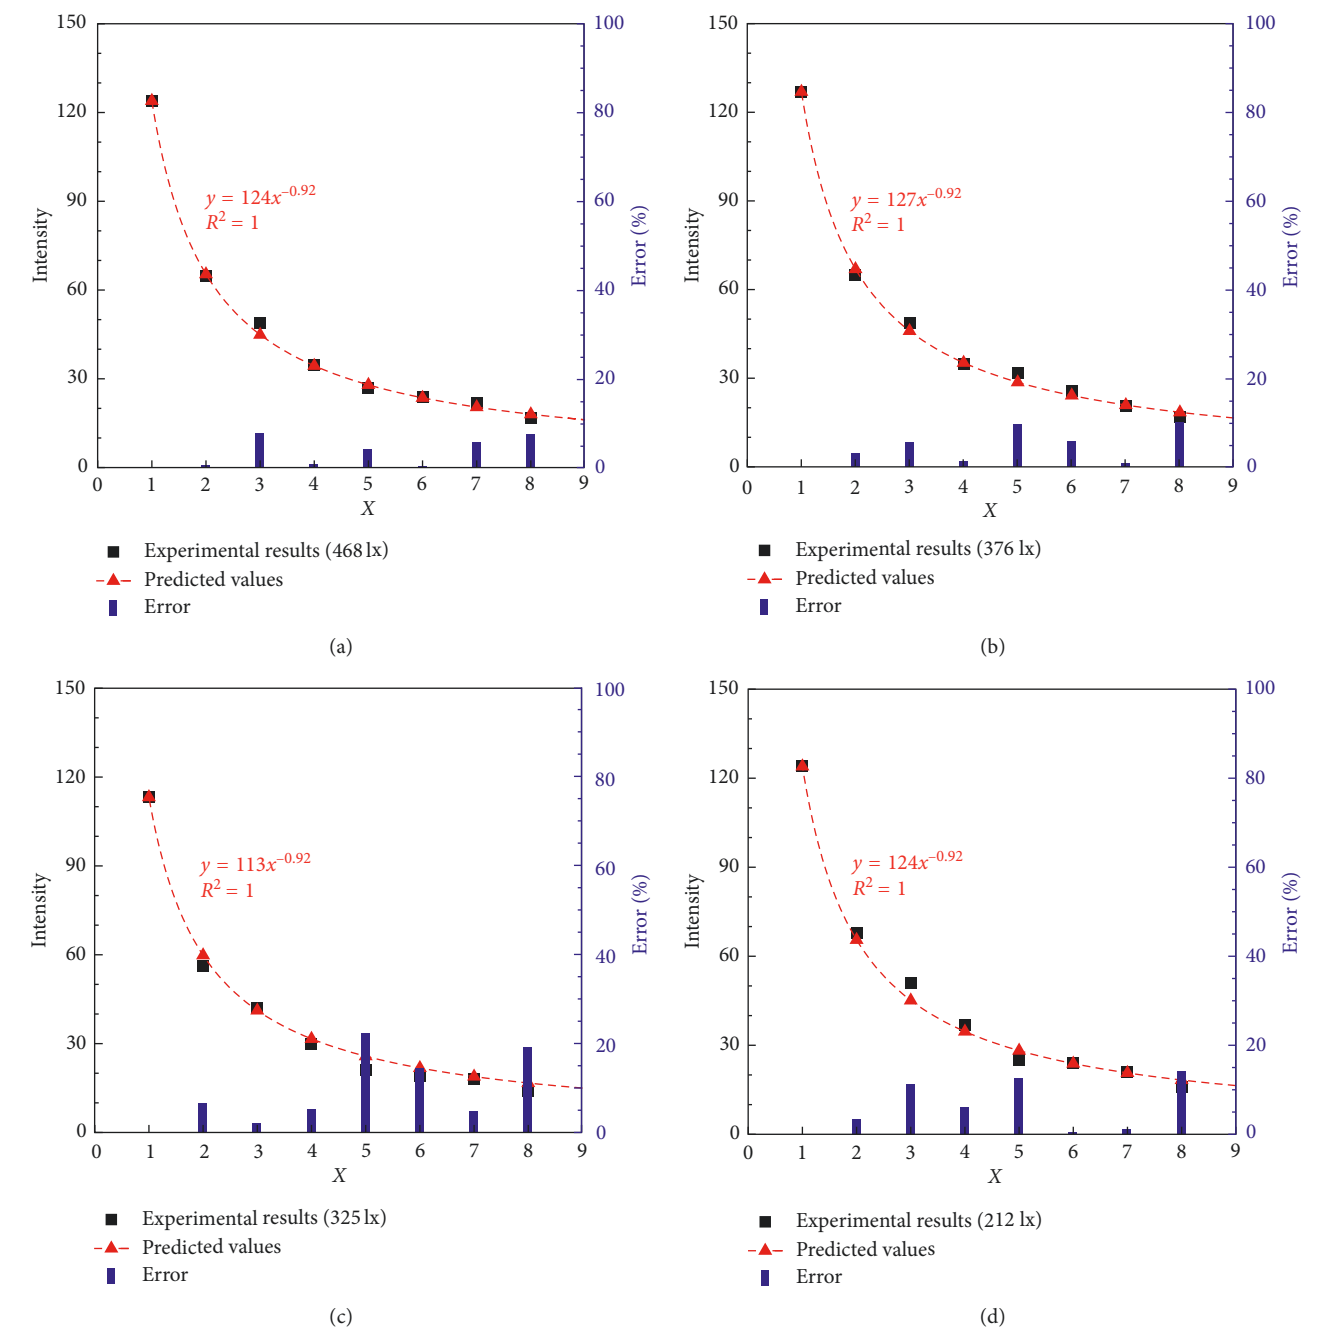 150
120
90
60
30
0
Intensity
100
80
60
40
20
0
Error (%)
y = 124x^−0.92
R² = 1
0 1 2 3 4 5 6 7 8 9
X
Experimental results (468 lx)
Predicted values
Error
(a)
150
120
90
60
30
0
Intensity
100
80
60
40
20
0
Error (%)
y = 127x^−0.92
R² = 1
0 1 2 3 4 5 6 7 8 9
X
Experimental results (376 lx)
Predicted values
Error
(b)
150
120
90
60
30
0
Intensity
100
80
60
40
20
0
Error (%)
y = 113x^−0.92
R² = 1
0 1 2 3 4 5 6 7 8 9
X
Experimental results (325 lx)
Predicted values
Error
(c)
150
120
90
60
30
0
Intensity
100
80
60
40
20
0
Error (%)
y = 124x^−0.92
R² = 1
0 1 2 3 4 5 6 7 8 9
X
Experimental results (212 lx)
Predicted values
Error
(d)